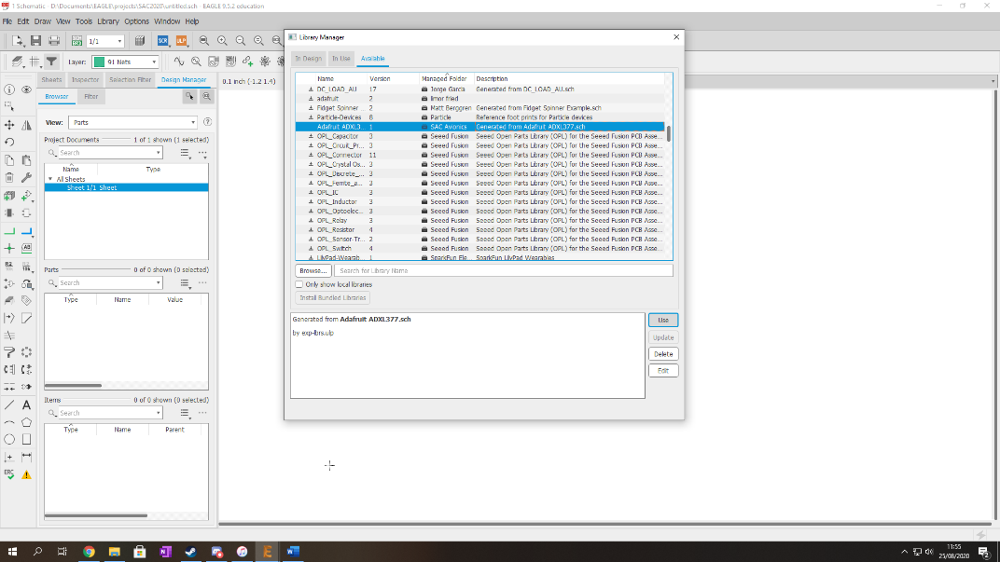 1 Schematic - D:\Documents\EAGLE\projects\SAC2020\untitled.sch - EAGLE 9.5.2 education
File Edit Draw View Tools Library Options Window Help
SCR ULP
1/1
Layer: 91 Nets
Sheets Inspector Selection Filter Design Manager
0.1 inch (-1.2 1.4)
Browser Filter
View: Parts
Project Documents 1 of 1 shown (1 selected)
Search
Name Type
All Sheets
Sheet 1/1 Sheet
Parts 0 of 0 shown (0 selected)
Search
Type Name Value
Items 0 of 0 shown (0 selected)
Search
Type Name Parent
ERC
Library Manager
In Design In Use Available
Name Version Managed Folder Description
DC_LOAD_AU 17 Jorge Garcia Generated from DC_LOAD_AU.sch
adafruit 2 limor fried
Fidget Spinner ... 2 Matt Berggren Generated from Fidget Spinner Example.sch
Particle-Devices 8 Particle Reference foot prints for Particle devices
Adafruit ADXL3... 1 SAC Avionics Generated from Adafruit ADXL377.sch
OPL_Capacitor 3 Seeed Fusion Seeed Open Parts Library (OPL) for the Seeed Fusion PCB Asse...
OPL_Circuit_Pr... 3 Seeed Fusion Seeed Open Parts Library (OPL) for the Seeed Fusion PCB Asse...
OPL_Connector 11 Seeed Fusion Seeed Open Parts Library (OPL) for the Seeed Fusion PCB Asse...
OPL_Crystal Os... 3 Seeed Fusion Seeed Open Parts Library (OPL) for the Seeed Fusion PCB Asse...
OPL_Discrete_... 3 Seeed Fusion Seeed Open Parts Library (OPL) for the Seeed Fusion PCB Asse...
OPL_Ferrite_a... 3 Seeed Fusion Seeed Open Parts Library (OPL) for the Seeed Fusion PCB Asse...
OPL_IC 3 Seeed Fusion Seeed Open Parts Library (OPL) for the Seeed Fusion PCB Asse...
OPL_Inductor 3 Seeed Fusion Seeed Open Parts Library (OPL) for the Seeed Fusion PCB Asse...
OPL_Optoelec... 3 Seeed Fusion Seeed Open Parts Library (OPL) for the Seeed Fusion PCB Asse...
OPL_Relay 3 Seeed Fusion Seeed Open Parts Library (OPL) for the Seeed Fusion PCB Asse...
OPL_Resistor 4 Seeed Fusion Seeed Open Parts Library (OPL) for the Seeed Fusion PCB Asse...
OPL_Sensor-Tr... 2 Seeed Fusion Seeed Open Parts Library (OPL) for the Seeed Fusion PCB Asse...
OPL_Switch 4 Seeed Fusion Seeed Open Parts Library (OPL) for the Seeed Fusion PCB Asse...
LilyPad-Wearab... 1 SparkFun Ele... SparkFun LilyPad Wearables
Browse... Search for Library Name
Only show local libraries
Install Bundled Libraries
Generated from Adafruit ADXL377.sch
by exp-lbrs.ulp
Use
Update
Delete
Edit
11:55
25/08/2020